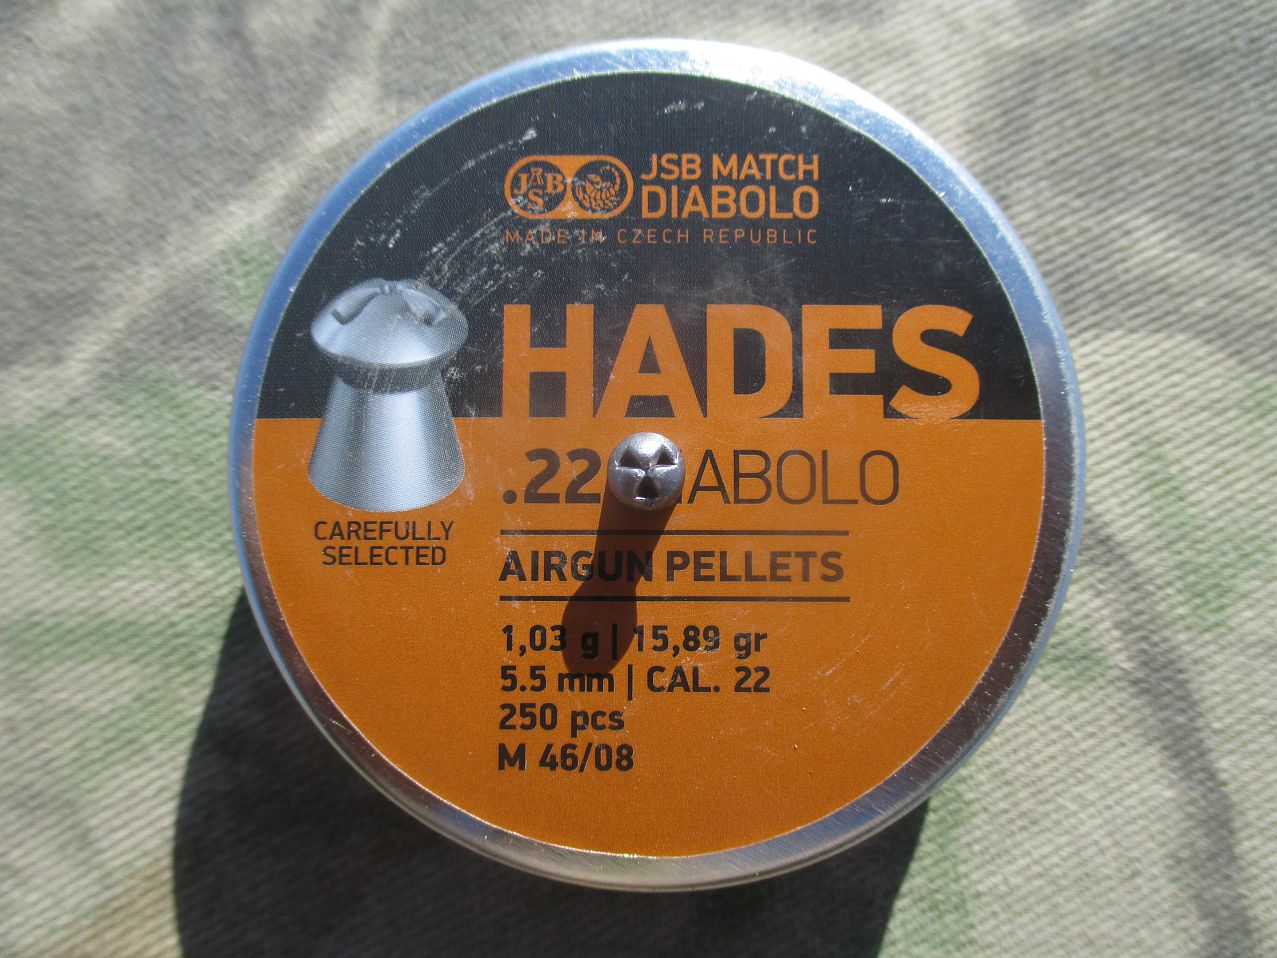 JSB
JSB MATCH
DIABOLO
MADE IN CZECH REPUBLIC
HADES
.22 ABOLO
AIRGUN PELLETS
1,03 g | 15,89 gr
5.5 mm | CAL. 22
250 pcs
M 46/08
CAREFULLY
SELECTED